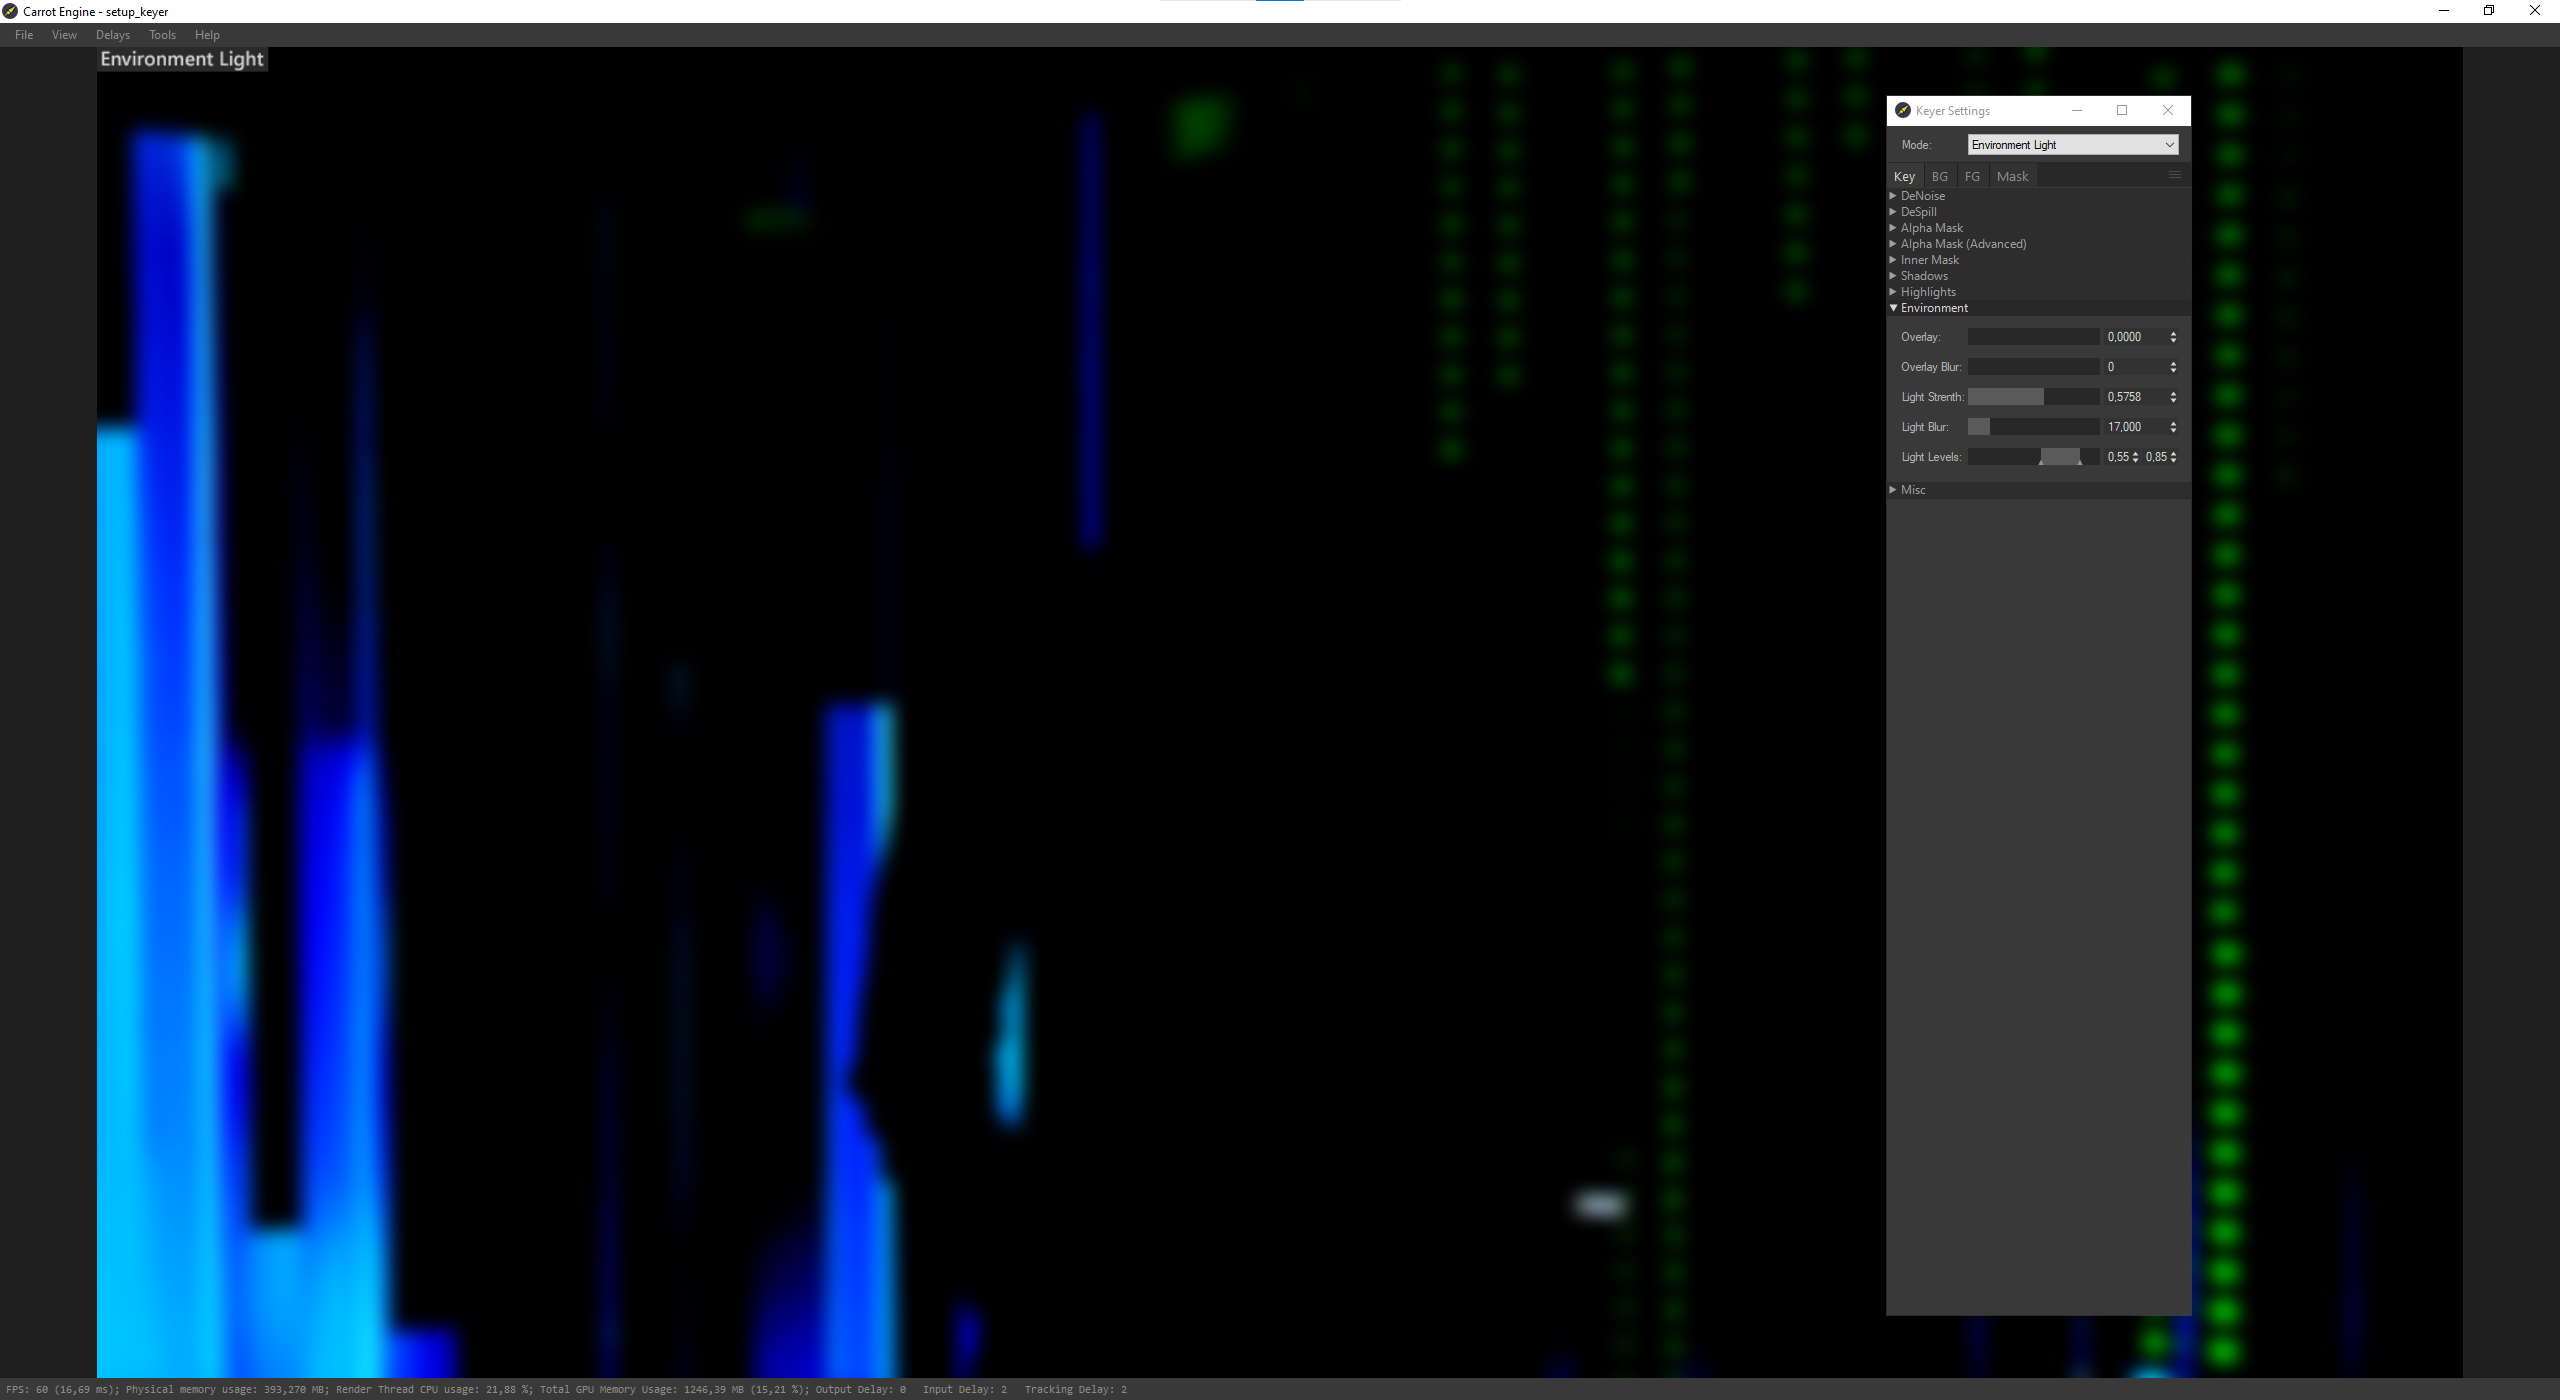 Carrot Engine - setup_keyer
File View Delays Tools Help
Environment Light
Keyer Settings
Mode: Environment Light
Key BG FG Mask
DeNoise
DeSpill
Alpha Mask
Alpha Mask (Advanced)
Inner Mask
Shadows
Highlights
Environment
Overlay: 0,0000
Overlay Blur: 0
Light Strenth: 0,5758
Light Blur: 17,000
Light Levels: 0,55 0,85
Misc
FPS: 60 (16,69 ms); Physical memory usage: 393,270 MB; Render Thread CPU usage: 21,88 %; Total GPU Memory Usage: 1246,39 MB (15,21 %); Output Delay: 0 Input Delay: 2 Tracking Delay: 2